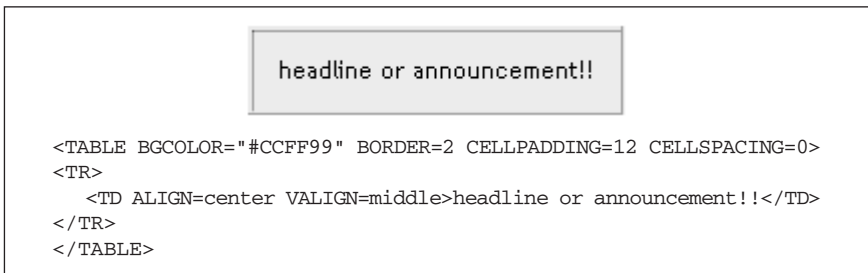 headline or announcement!!
<TABLE BGCOLOR="#CCFF99" BORDER=2 CELLPADDING=12 CELLSPACING=0>
<TR>
<TD ALIGN=center VALIGN=middle>headline or announcement!!</TD>
</TR>
</TABLE>